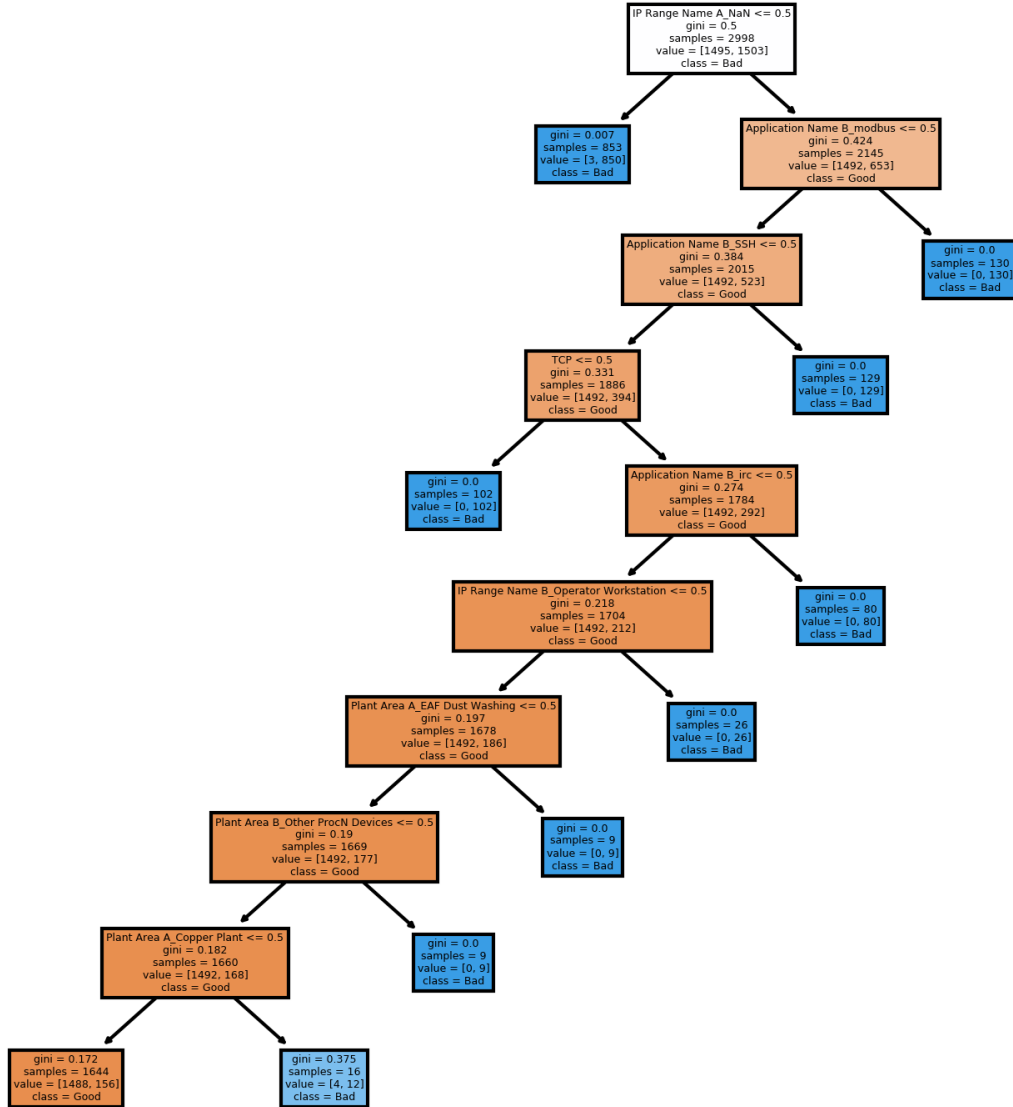 IP Range Name A_NaN <= 0.5
gini = 0.5
samples = 2998
value = [1495, 1503]
class = Bad
gini = 0.007
samples = 853
value = [3, 850]
class = Bad
Application Name B_modbus <= 0.5
gini = 0.424
samples = 2145
value = [1492, 653]
class = Good
Application Name B_SSH <= 0.5
gini = 0.384
samples = 2015
value = [1492, 523]
class = Good
gini = 0.0
samples = 130
value = [0, 130]
class = Bad
TCP <= 0.5
gini = 0.331
samples = 1886
value = [1492, 394]
class = Good
gini = 0.0
samples = 129
value = [0, 129]
class = Bad
gini = 0.0
samples = 102
value = [0, 102]
class = Bad
Application Name B_irc <= 0.5
gini = 0.274
samples = 1784
value = [1492, 292]
class = Good
IP Range Name B_Operator Workstation <= 0.5
gini = 0.218
samples = 1704
value = [1492, 212]
class = Good
gini = 0.0
samples = 80
value = [0, 80]
class = Bad
Plant Area A_EAF Dust Washing <= 0.5
gini = 0.197
samples = 1678
value = [1492, 186]
class = Good
gini = 0.0
samples = 26
value = [0, 26]
class = Bad
Plant Area B_Other ProcN Devices <= 0.5
gini = 0.19
samples = 1669
value = [1492, 177]
class = Good
gini = 0.0
samples = 9
value = [0, 9]
class = Bad
Plant Area A_Copper Plant <= 0.5
gini = 0.182
samples = 1660
value = [1492, 168]
class = Good
gini = 0.0
samples = 9
value = [0, 9]
class = Bad
gini = 0.172
samples = 1644
value = [1488, 156]
class = Good
gini = 0.375
samples = 16
value = [4, 12]
class = Bad